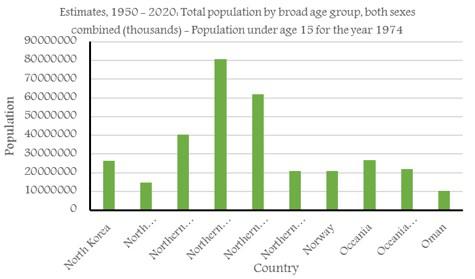 Estimates, 1950 - 2020: Total population by broad age group, both sexes
combined (thousands) - Population under age 15 for the year 1974
90000000
80000000
70000000
60000000
50000000
40000000
30000000
20000000
10000000
0
Population
North Korea
North...
Northern...
Northern...
Northern...
Northern...
Norway
Oceania
Oceania...
Oman
Country